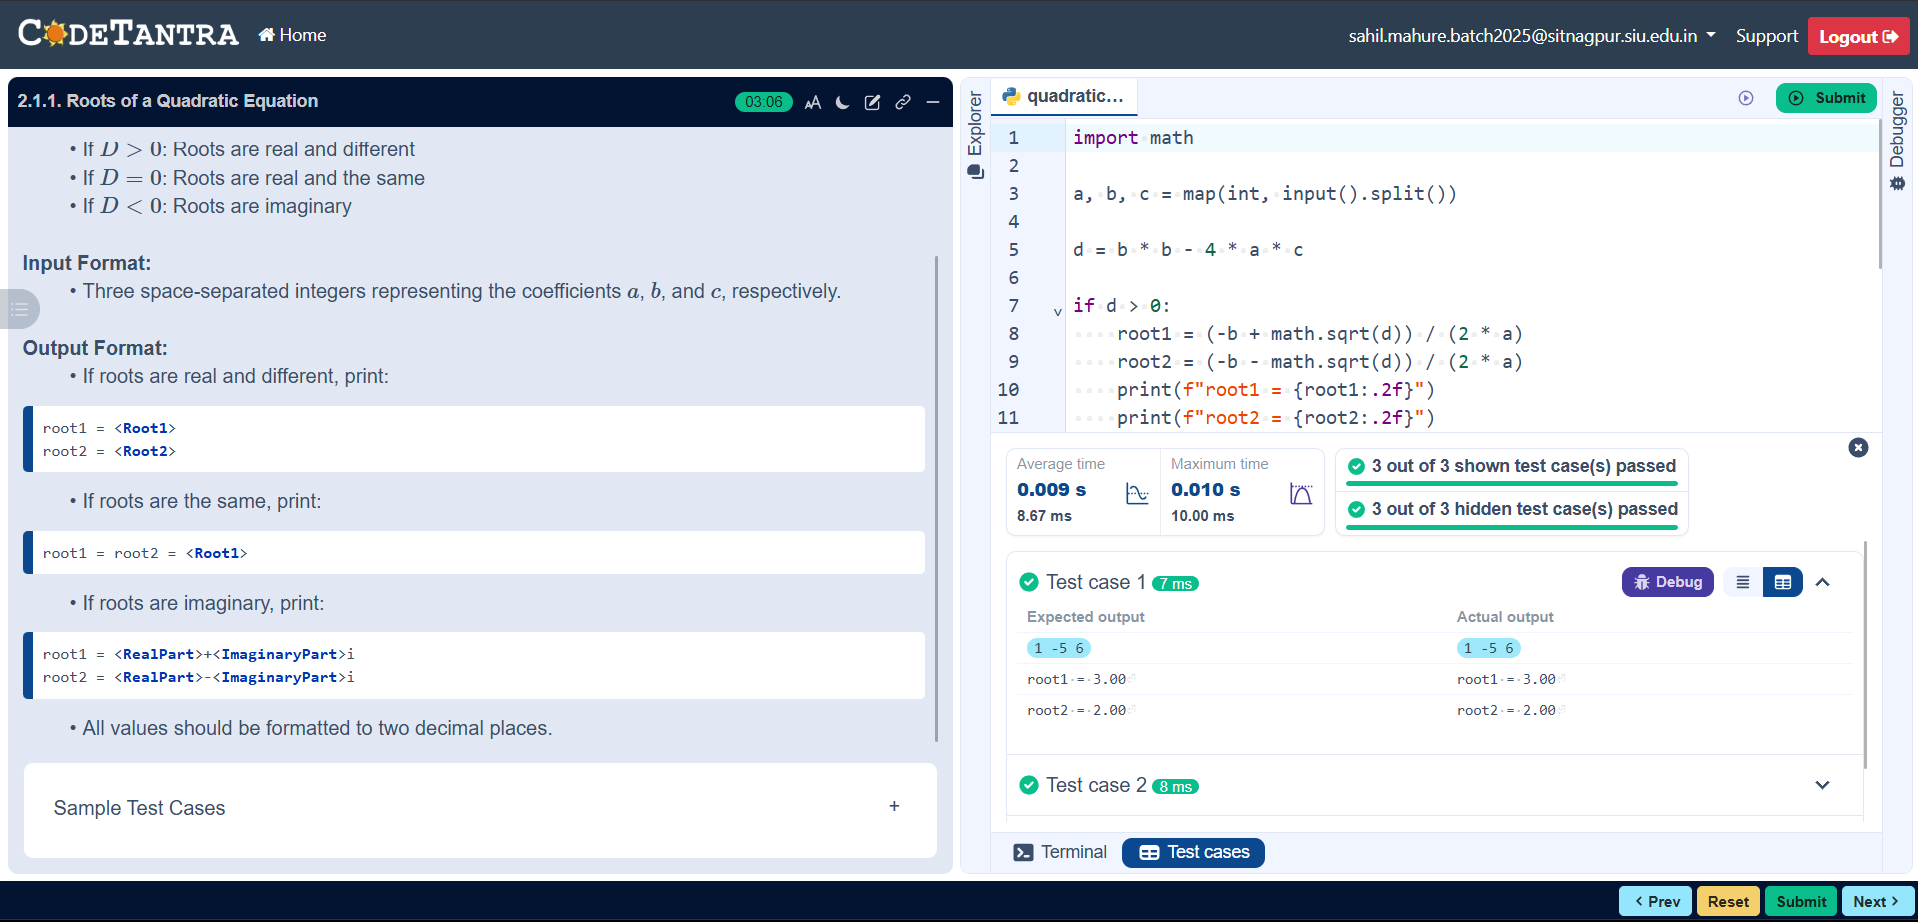 CODETANTRA Home
sahil.mahure.batch2025@sitnagpur.siu.edu.in Support Logout
2.1.1. Roots of a Quadratic Equation 03:06
• If D > 0: Roots are real and different
• If D = 0: Roots are real and the same
• If D < 0: Roots are imaginary
Input Format:
• Three space-separated integers representing the coefficients a, b, and c, respectively.
Output Format:
• If roots are real and different, print:
root1 = <Root1>
root2 = <Root2>
• If roots are the same, print:
root1 = root2 = <Root1>
• If roots are imaginary, print:
root1 = <RealPart>+<ImaginaryPart>i
root2 = <RealPart>-<ImaginaryPart>i
• All values should be formatted to two decimal places.
Sample Test Cases +
Explorer
quadratic...
Submit
Debugger
1 import math
2
3 a, b, c = map(int, input().split())
4
5 d = b * b - 4 * a * c
6
7 if d > 0:
8 root1 = (-b + math.sqrt(d)) / (2 * a)
9 root2 = (-b - math.sqrt(d)) / (2 * a)
10 print(f"root1 = {root1:.2f}")
11 print(f"root2 = {root2:.2f}")
Average time
0.009 s
8.67 ms
Maximum time
0.010 s
10.00 ms
3 out of 3 shown test case(s) passed
3 out of 3 hidden test case(s) passed
Test case 1 7 ms
Debug
Expected output Actual output
1 -5 6 1 -5 6
root1 = 3.00 root1 = 3.00
root2 = 2.00 root2 = 2.00
Test case 2 8 ms
Terminal Test cases
< Prev Reset Submit Next >